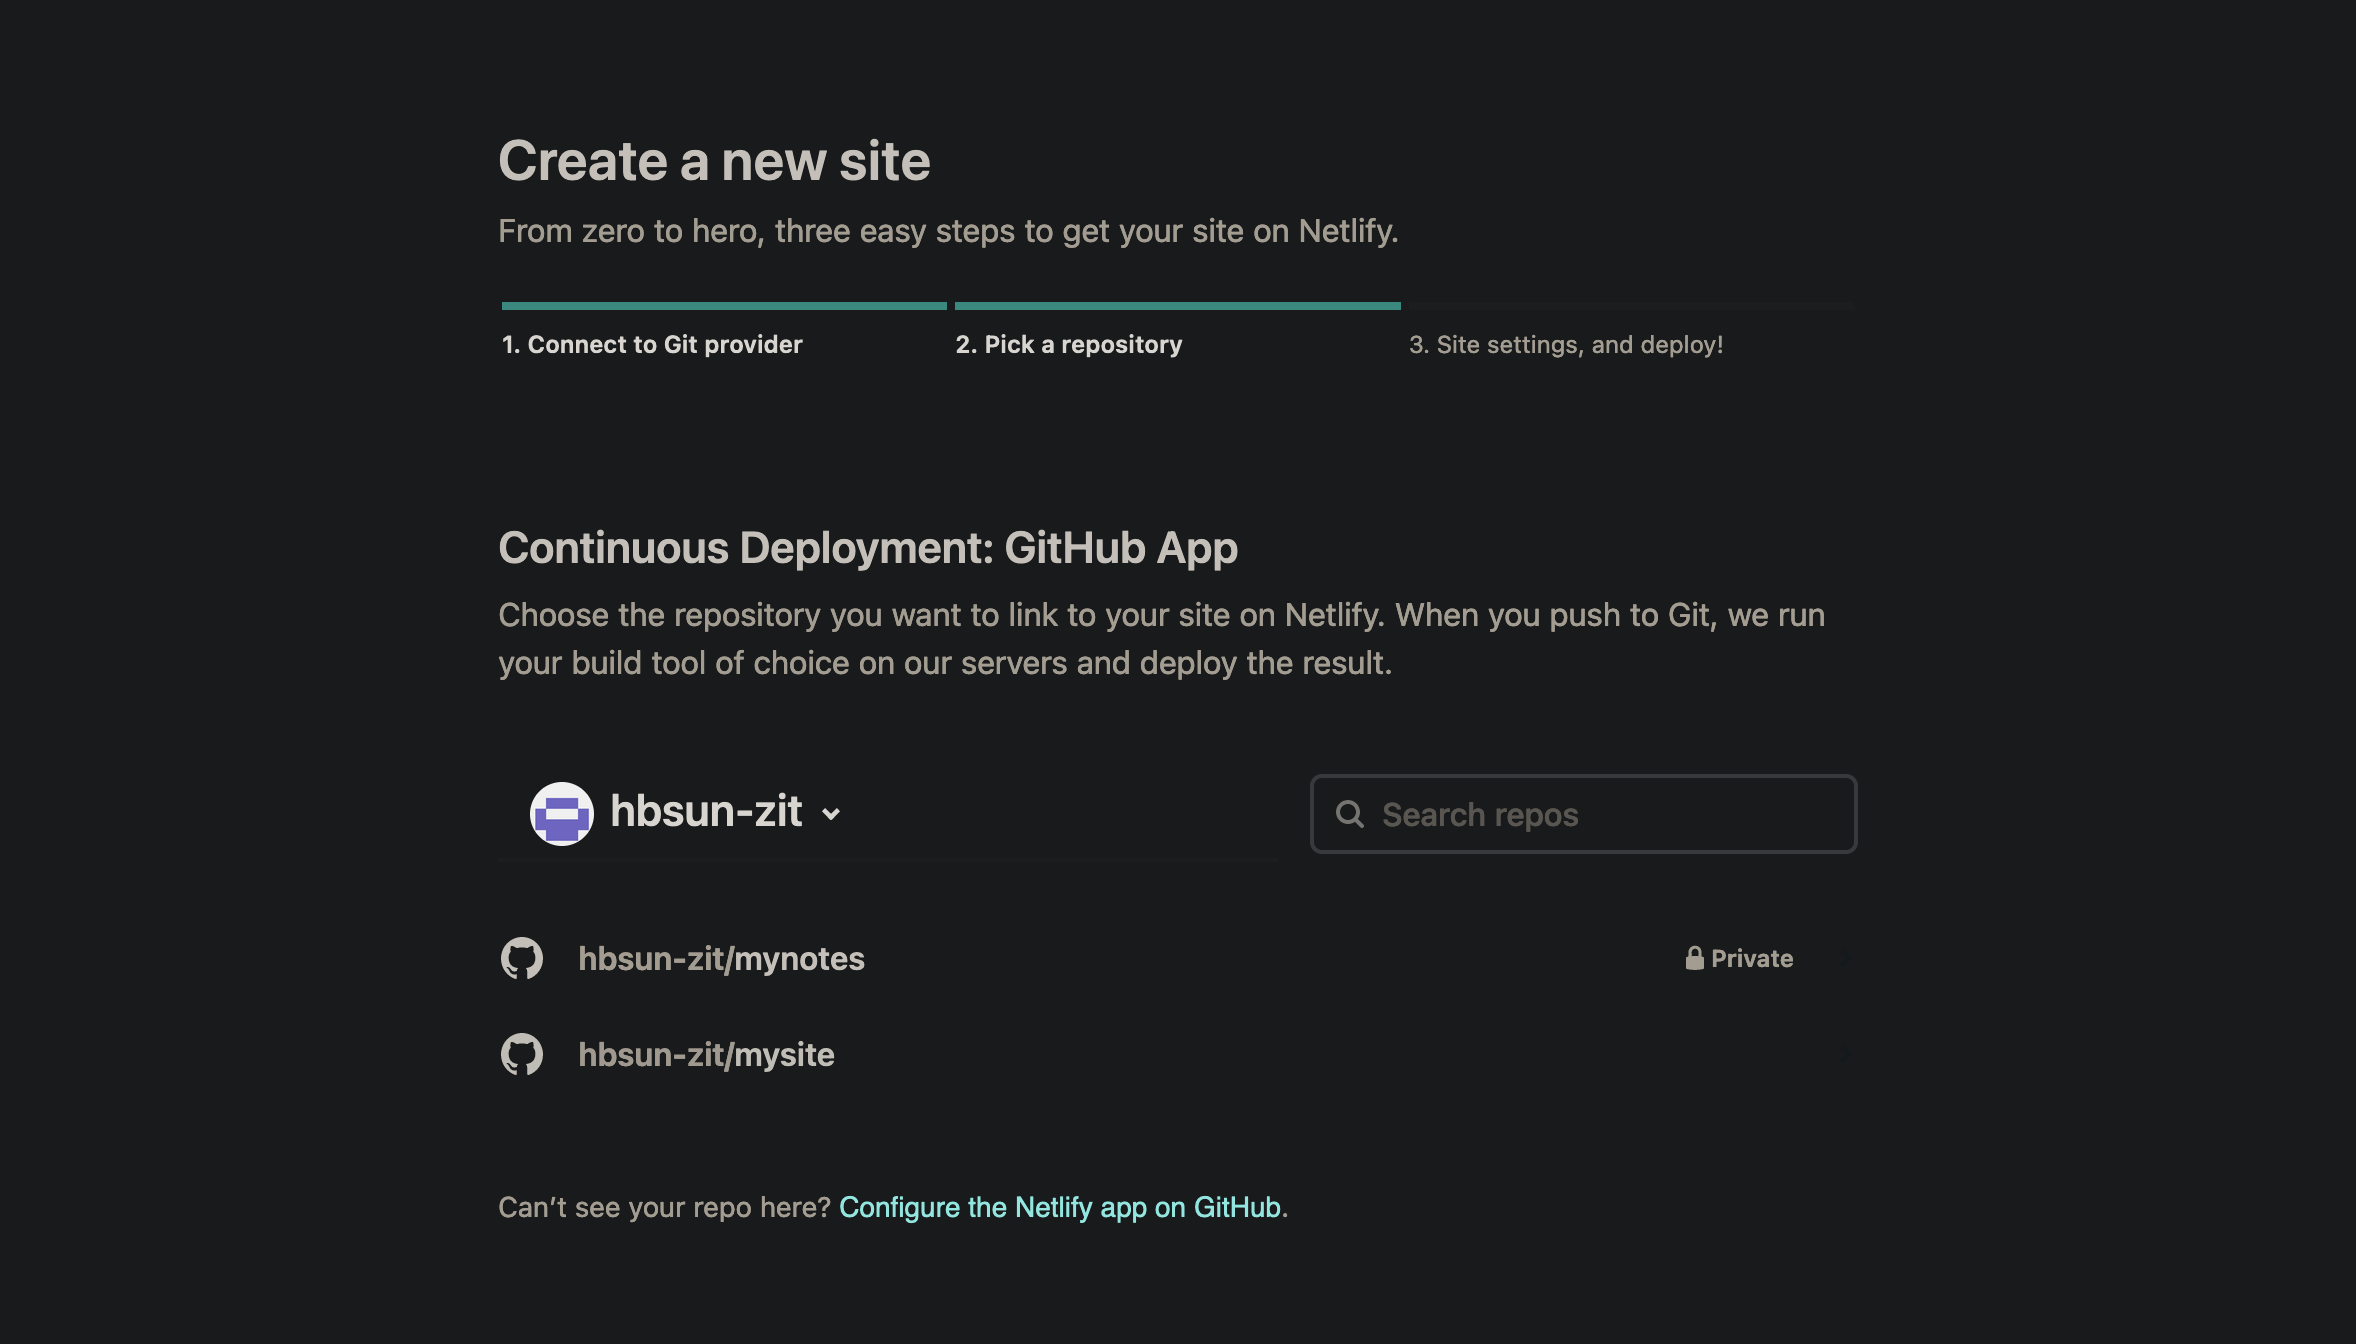 Create a new site
From zero to hero, three easy steps to get your site on Netlify.
1. Connect to Git provider
2. Pick a repository
3. Site settings, and deploy!
Continuous Deployment: GitHub App
Choose the repository you want to link to your site on Netlify. When you push to Git, we run
your build tool of choice on our servers and deploy the result.
hbsun-zit
Search repos
hbsun-zit/mynotes
Private
hbsun-zit/mysite
Can’t see your repo here? Configure the Netlify app on GitHub.